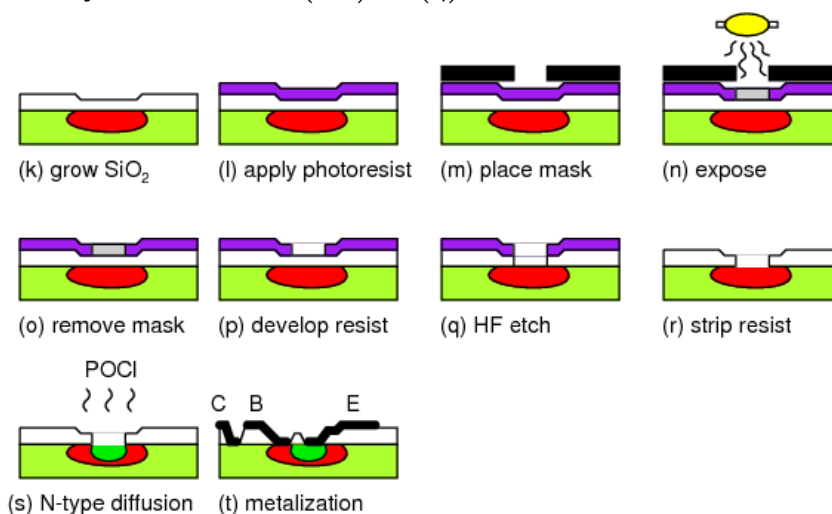 (k) grow SiO₂
(l) apply photoresist
(m) place mask
(n) expose
(o) remove mask
(p) develop resist
(q) HF etch
(r) strip resist
POCl
C B E
(s) N-type diffusion
(t) metalization